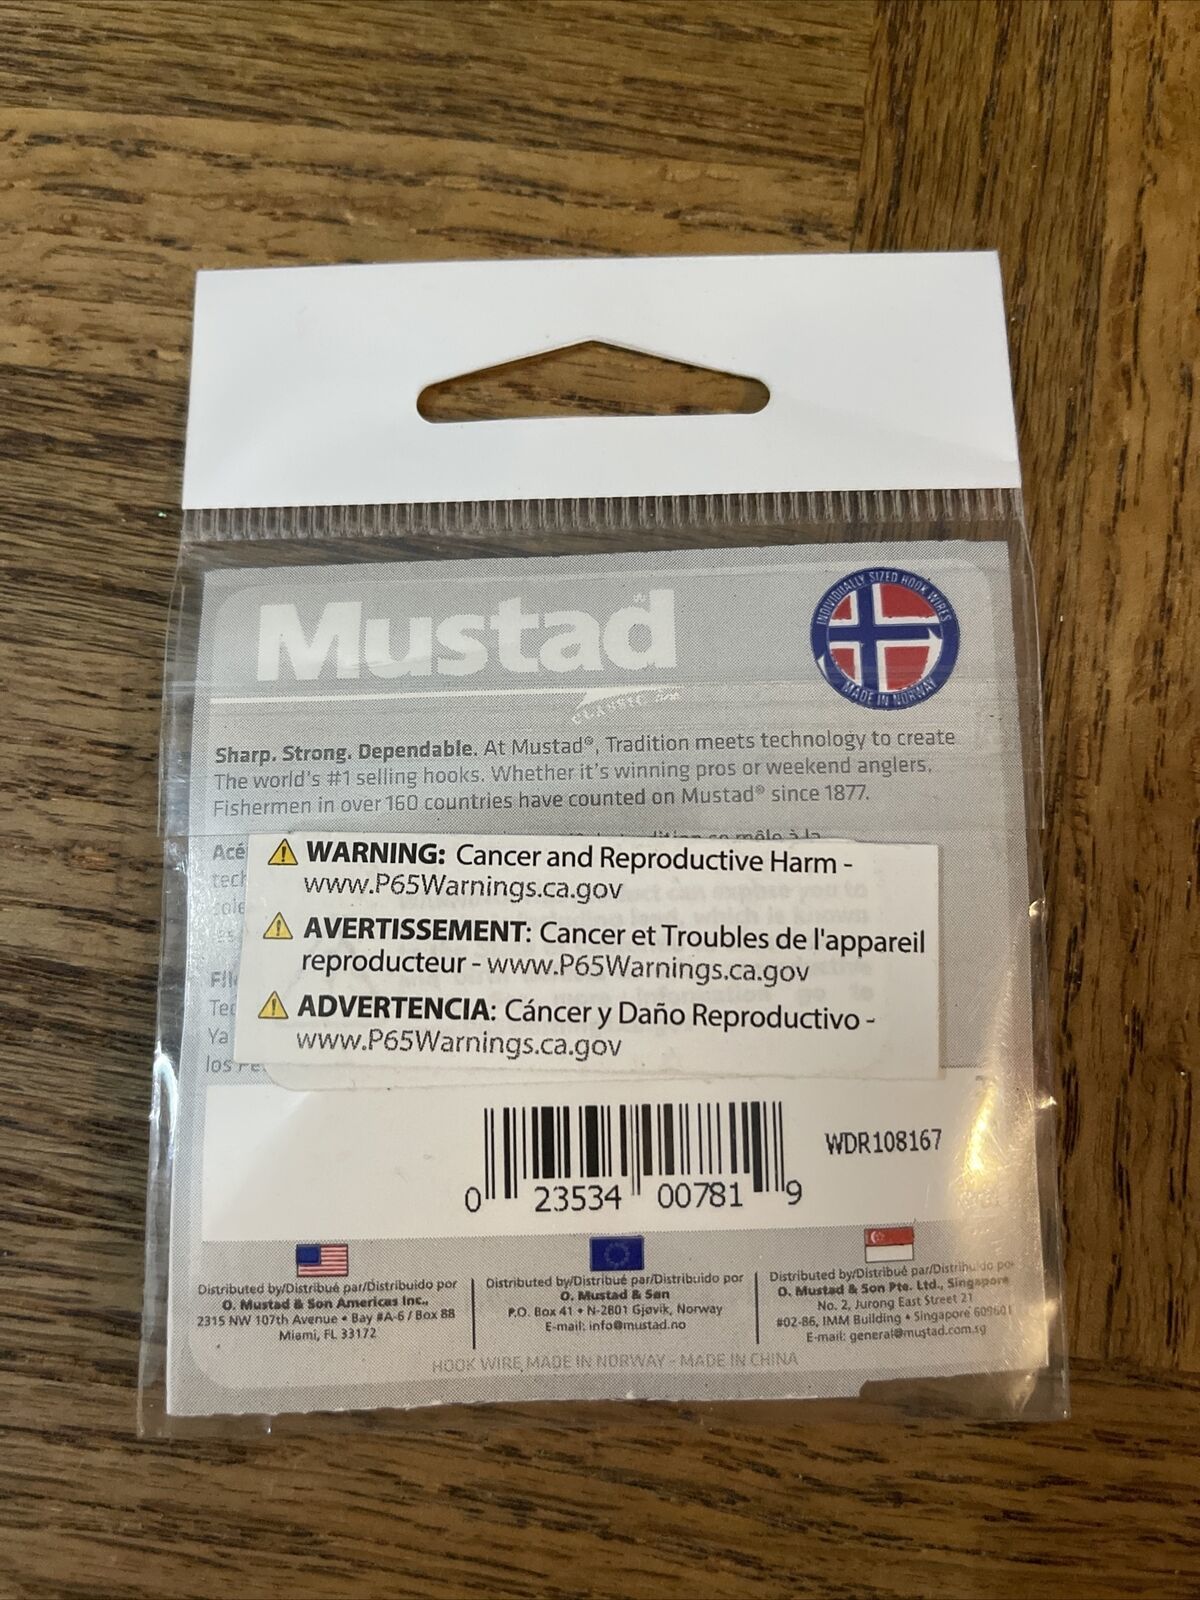 Mustad
CLASSIC
INDIVIDUALLY SIZED HOOK WIRES
MADE IN NORWAY
Sharp. Strong. Dependable. At Mustad®, Tradition meets technology to create
The world's #1 selling hooks. Whether it's winning pros or weekend anglers,
Fishermen in over 160 countries have counted on Mustad® since 1877.
⚠ WARNING: Cancer and Reproductive Harm -
www.P65Warnings.ca.gov
⚠ AVERTISSEMENT: Cancer et Troubles de l'appareil
reproducteur - www.P65Warnings.ca.gov
⚠ ADVERTENCIA: Cáncer y Daño Reproductivo -
www.P65Warnings.ca.gov
Ya
los
WDR108167
0 23534 00781 9
Distributed by/Distribué par/Distribuido por
O. Mustad & Son Americas Inc.,
2315 NW 107th Avenue • Bay #A-6 / Box 88
Miami, FL 33172
Distributed by/Distribué par/Distribuido por
O. Mustad & Søn
P.O. Box 41 • N-2801 Gjøvik, Norway
E-mail: info@mustad.no
Distributed by/Distribué par/Distribuido por
O. Mustad & Son Pte. Ltd., Singapore
No. 2, Jurong East Street 21
#02-86, IMM Building • Singapore 609601
E-mail: general@mustad.com.sg
HOOK WIRE MADE IN NORWAY - MADE IN CHINA